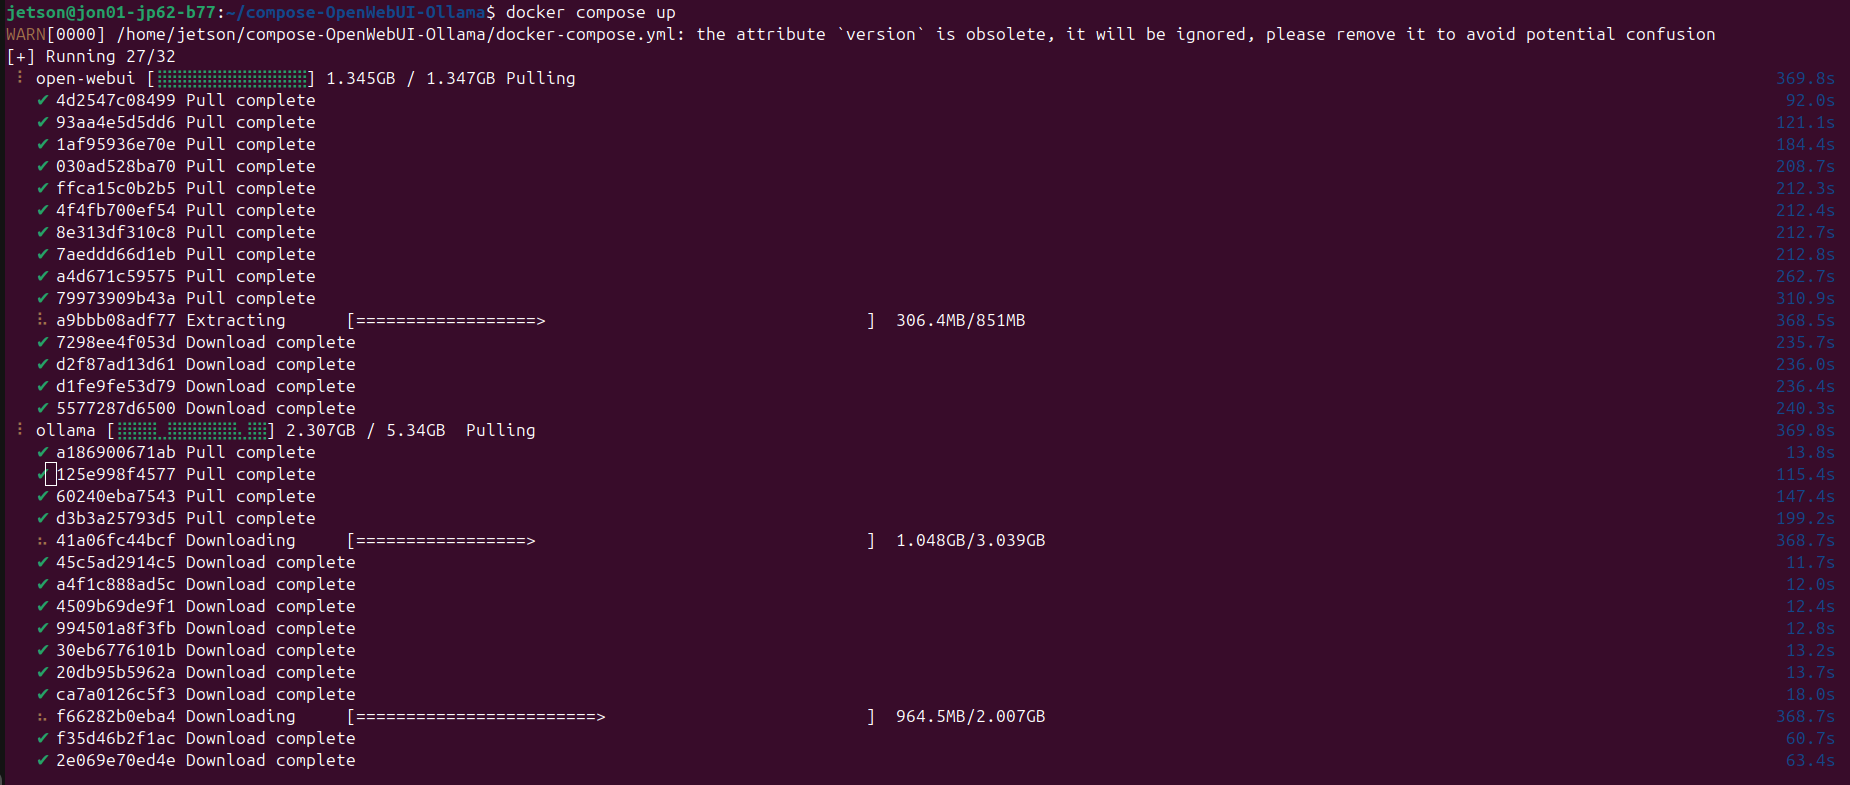 jetson@jon01-jp62-b77:~/compose-OpenWebUI-Ollama$ docker compose up
WARN[0000] /home/jetson/compose-OpenWebUI-Ollama/docker-compose.yml: the attribute `version` is obsolete, it will be ignored, please remove it to avoid potential confusion
[+] Running 27/32
⠸ open-webui [⣿⣿⣿⣿⣿⣿⣿⣿⣿⣿⣿⣿⣿⣿⣿] 1.345GB / 1.347GB Pulling 369.8s
✔ 4d2547c08499 Pull complete 92.0s
✔ 93aa4e5d5dd6 Pull complete 121.1s
✔ 1af95936e70e Pull complete 184.4s
✔ 030ad528ba70 Pull complete 208.7s
✔ ffca15c0b2b5 Pull complete 212.3s
✔ 4f4fb700ef54 Pull complete 212.4s
✔ 8e313df310c8 Pull complete 212.7s
✔ 7aeddd66d1eb Pull complete 212.8s
✔ a4d671c59575 Pull complete 262.7s
✔ 79973909b43a Pull complete 310.9s
⠧ a9bbb08adf77 Extracting [==================>                                ] 306.4MB/851MB 368.5s
✔ 7298ee4f053d Download complete 235.7s
✔ d2f87ad13d61 Download complete 236.0s
✔ d1fe9fe53d79 Download complete 236.4s
✔ 5577287d6500 Download complete 240.3s
⠸ ollama [⣿⣿⣿⣿⣀⣿⣿⣿⣿⣿⣿⣿⣄⣿⣿] 2.307GB / 5.34GB Pulling 369.8s
✔ a186900671ab Pull complete 13.8s
✔ 125e998f4577 Pull complete 115.4s
✔ 60240eba7543 Pull complete 147.4s
✔ d3b3a25793d5 Pull complete 199.2s
⠦ 41a06fc44bcf Downloading [=================>                                 ] 1.048GB/3.039GB 368.7s
✔ 45c5ad2914c5 Download complete 11.7s
✔ a4f1c888ad5c Download complete 12.0s
✔ 4509b69de9f1 Download complete 12.4s
✔ 994501a8f3fb Download complete 12.8s
✔ 30eb6776101b Download complete 13.2s
✔ 20db95b5962a Download complete 13.7s
✔ ca7a0126c5f3 Download complete 18.0s
⠦ f66282b0eba4 Downloading [========================>                          ] 964.5MB/2.007GB 368.7s
✔ f35d46b2f1ac Download complete 60.7s
✔ 2e069e70ed4e Download complete 63.4s